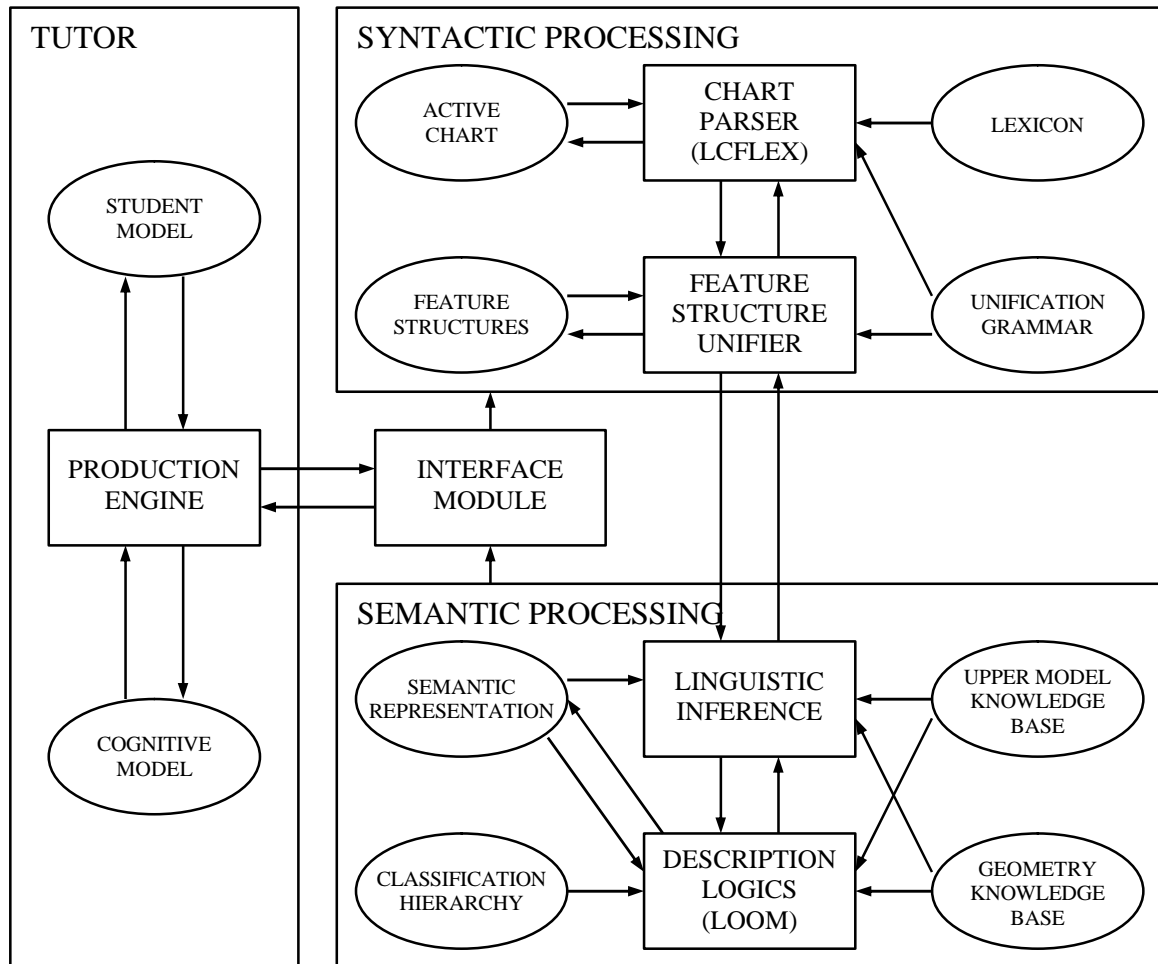 TUTOR
STUDENT
MODEL
PRODUCTION
ENGINE
COGNITIVE
MODEL
SYNTACTIC PROCESSING
ACTIVE
CHART
CHART
PARSER
(LCFLEX)
LEXICON
FEATURE
STRUCTURES
FEATURE
STRUCTURE
UNIFIER
UNIFICATION
GRAMMAR
INTERFACE
MODULE
SEMANTIC PROCESSING
SEMANTIC
REPRESENTATION
LINGUISTIC
INFERENCE
UPPER MODEL
KNOWLEDGE
BASE
CLASSIFICATION
HIERARCHY
DESCRIPTION
LOGICS
(LOOM)
GEOMETRY
KNOWLEDGE
BASE